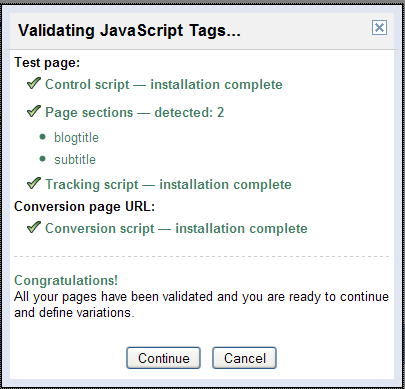 Validating JavaScript Tags...
Test page:
Control script — installation complete
Page sections — detected: 2
blogtitle
subtitle
Tracking script — installation complete
Conversion page URL:
Conversion script — installation complete
Congratulations!
All your pages have been validated and you are ready to continue
and define variations.
Continue Cancel